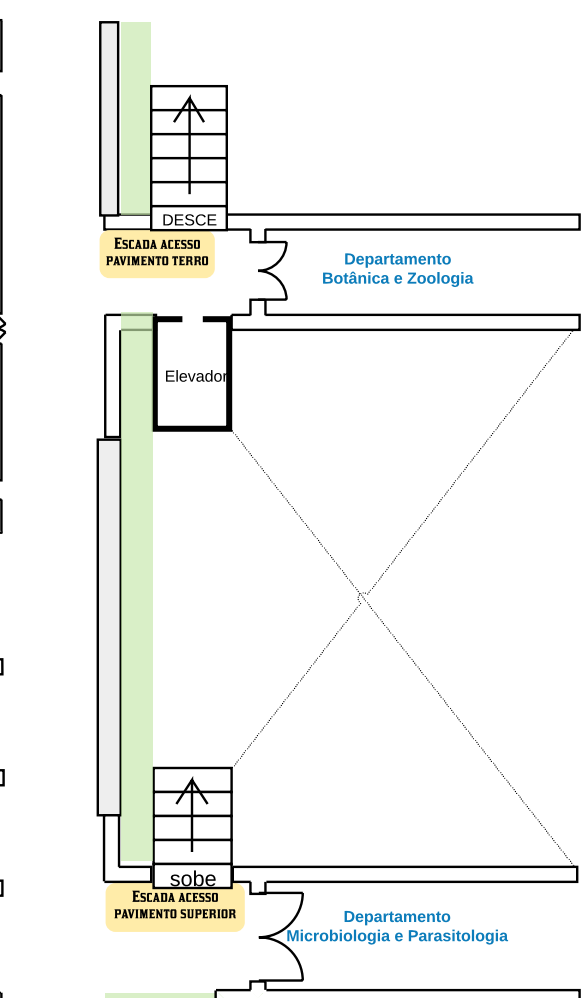 DESCE
Escada acesso
pavimento terro
Departamento
Botânica e Zoologia
Elevador
sobe
Escada acesso
pavimento superior
Departamento
Microbiologia e Parasitologia